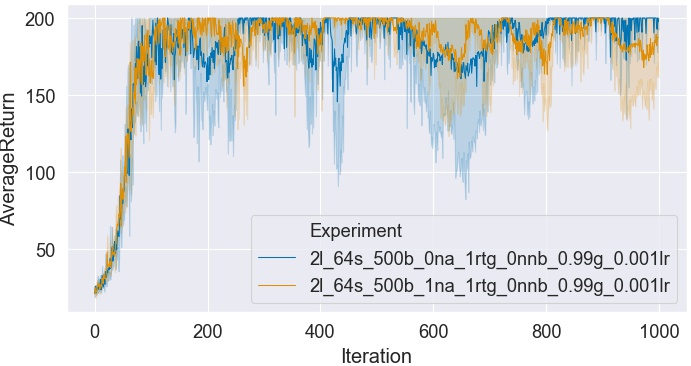 200
150
100
50
AverageReturn
Experiment
2l_64s_500b_0na_1rtg_0nnb_0.99g_0.001lr
2l_64s_500b_1na_1rtg_0nnb_0.99g_0.001lr
0 200 400 600 800 1000
Iteration